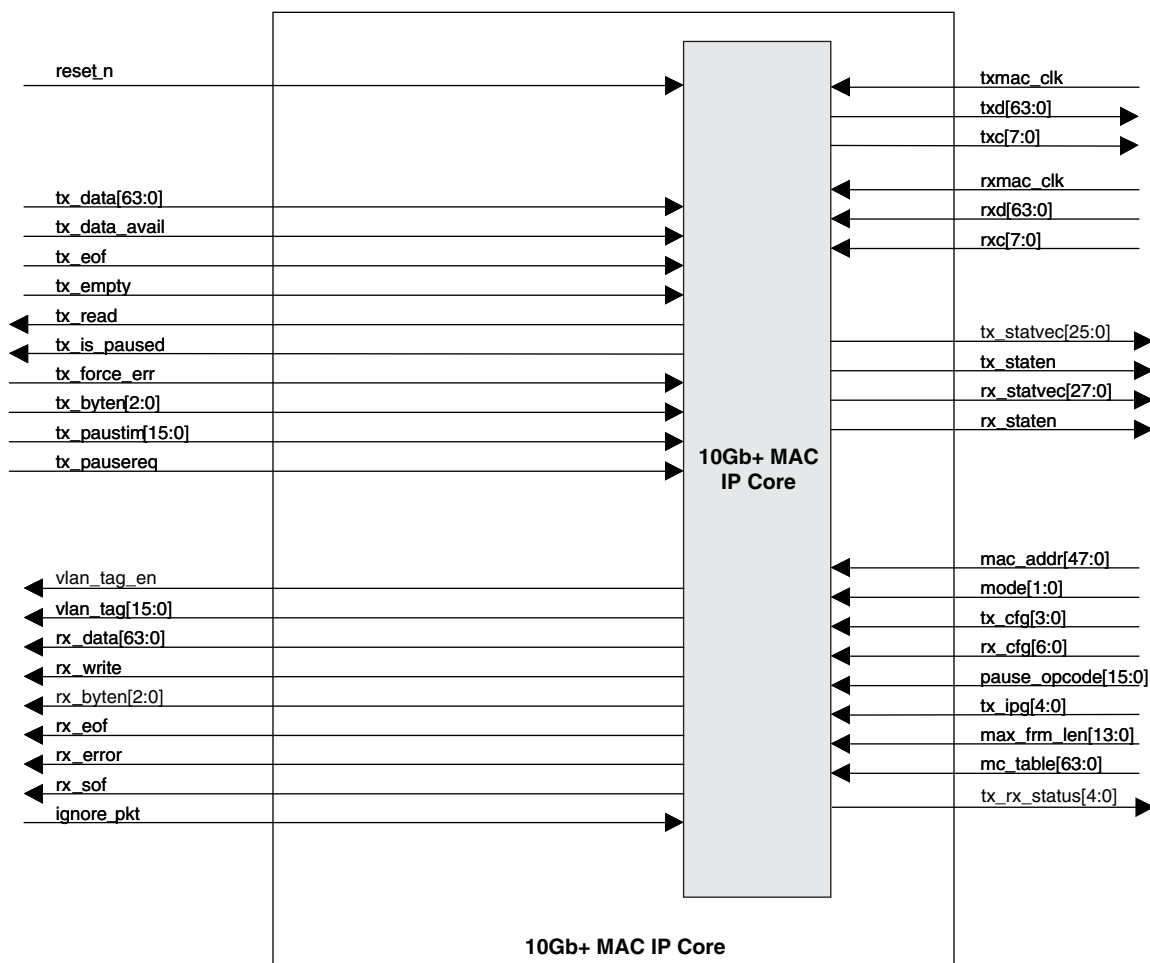 reset_n
tx_data[63:0]
tx_data_avail
tx_eof
tx_empty
tx_read
tx_is_paused
tx_force_err
tx_byten[2:0]
tx_paustim[15:0]
tx_pausereq
vlan_tag_en
vlan_tag[15:0]
rx_data[63:0]
rx_write
rx_byten[2:0]
rx_eof
rx_error
rx_sof
ignore_pkt
10Gb+ MAC
IP Core
txmac_clk
txd[63:0]
txc[7:0]
rxmac_clk
rxd[63:0]
rxc[7:0]
tx_statvec[25:0]
tx_staten
rx_statvec[27:0]
rx_staten
mac_addr[47:0]
mode[1:0]
tx_cfg[3:0]
rx_cfg[6:0]
pause_opcode[15:0]
tx_ipg[4:0]
max_frm_len[13:0]
mc_table[63:0]
tx_rx_status[4:0]
10Gb+ MAC IP Core